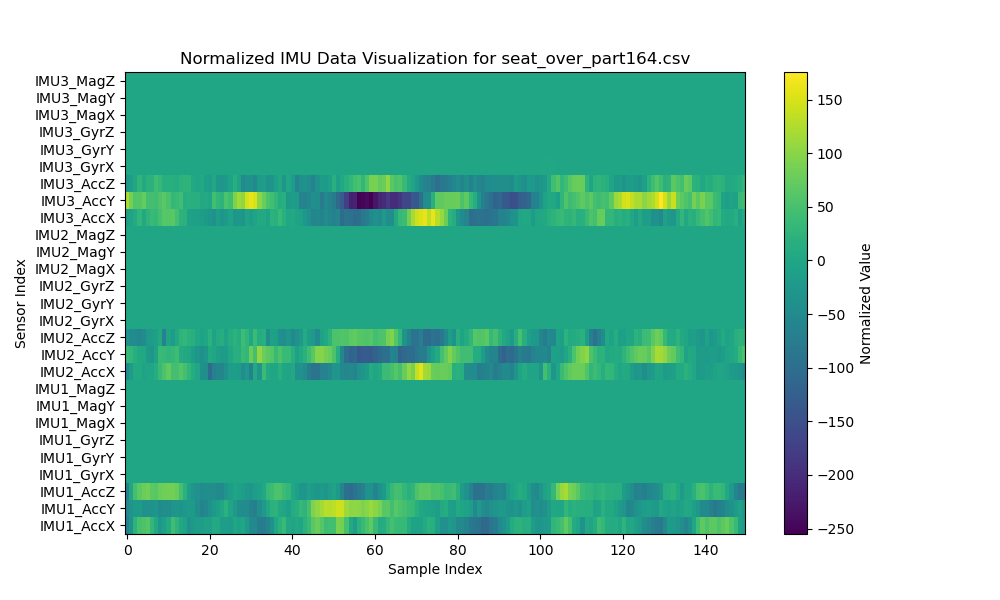 Normalized IMU Data Visualization for seat_over_part164.csv
IMU3_MagZ
IMU3_MagY
IMU3_MagX
IMU3_GyrZ
IMU3_GyrY
IMU3_GyrX
IMU3_AccZ
IMU3_AccY
IMU3_AccX
IMU2_MagZ
IMU2_MagY
IMU2_MagX
IMU2_GyrZ
IMU2_GyrY
IMU2_GyrX
IMU2_AccZ
IMU2_AccY
IMU2_AccX
IMU1_MagZ
IMU1_MagY
IMU1_MagX
IMU1_GyrZ
IMU1_GyrY
IMU1_GyrX
IMU1_AccZ
IMU1_AccY
IMU1_AccX
Sensor Index
0 20 40 60 80 100 120 140
Sample Index
150
100
50
0
−50
−100
−150
−200
−250
Normalized Value